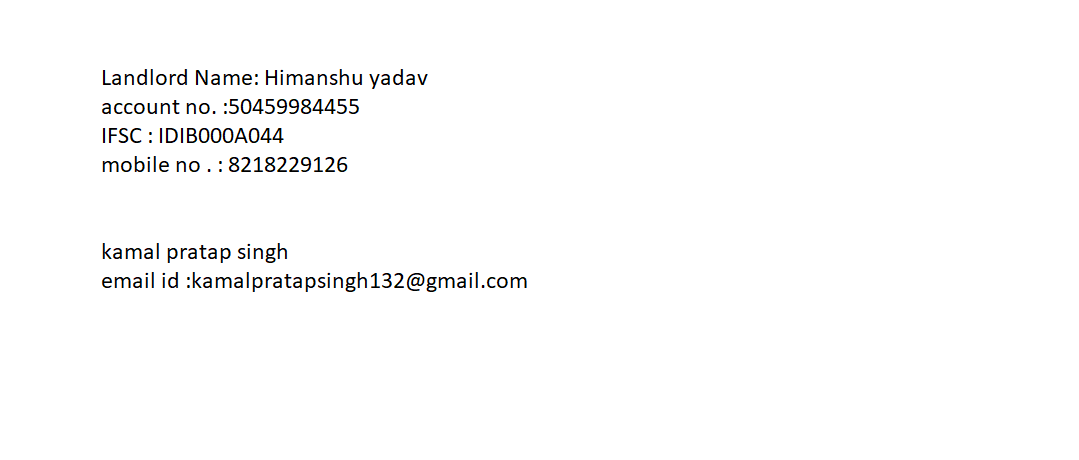 Landlord Name: Himanshu yadav
account no. :50459984455
IFSC : IDIB000A044
mobile no . : 8218229126
kamal pratap singh
email id :kamalpratapsingh132@gmail.com